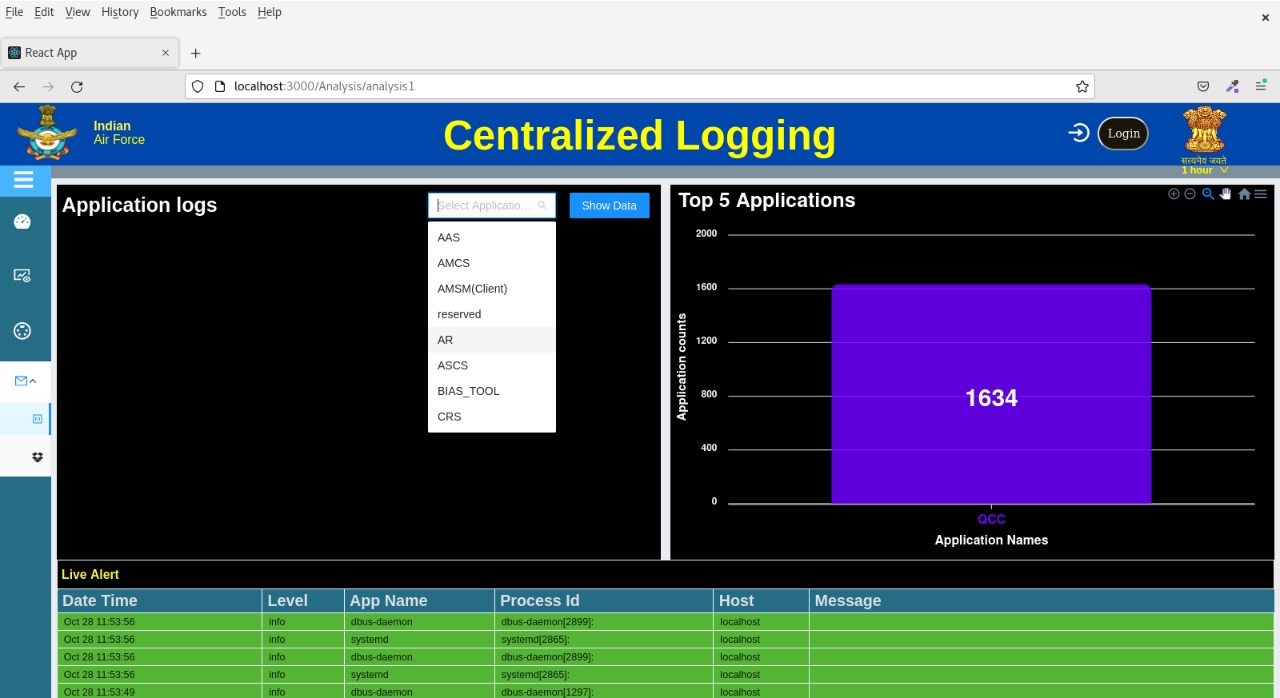 File Edit View History Bookmarks Tools Help
React App
localhost:3000/Analysis/analysis1
Indian
Air Force
Centralized Logging
Login
सत्यमेव जयते
1 hour
Application logs
Select Applicatio...
Show Data
AAS
AMCS
AMSM(Client)
reserved
AR
ASCS
BIAS_TOOL
CRS
Top 5 Applications
2000
1600
1200
800
400
0
Application counts
1634
QCC
Application Names
Live Alert
Date Time Level App Name Process Id Host Message
Oct 28 11:53:56 info dbus-daemon dbus-daemon[2899]: localhost
Oct 28 11:53:56 info systemd systemd[2865]: localhost
Oct 28 11:53:56 info dbus-daemon dbus-daemon[2899]: localhost
Oct 28 11:53:56 info systemd systemd[2865]: localhost
Oct 28 11:53:49 info dbus-daemon dbus-daemon[1297]: localhost